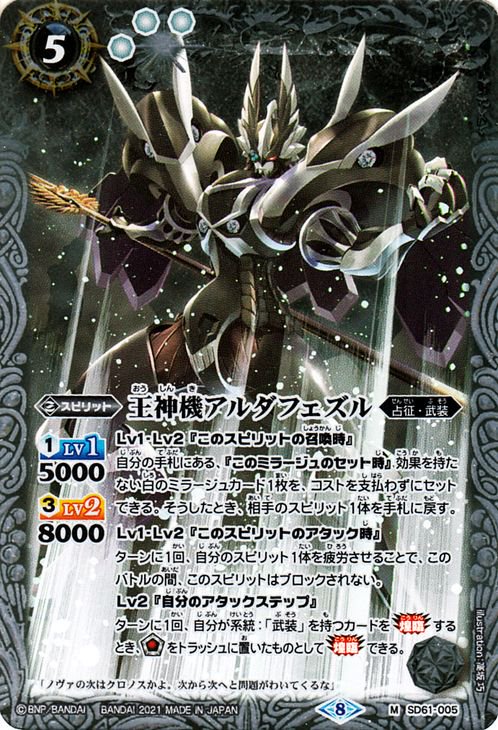 5
スピリット
王神機アルダフェズル
占征・武装
1 LV1
5000
3 LV2
8000
Lv1・Lv2『このスピリットの召喚時』
自分の手札にある、『このミラージュのセット時』効果を持た
ない白のミラージュカード1枚を、コストを支払わずにセット
できる。そうしたとき、相手のスピリット1体を手札に戻す。
Lv1・Lv2『このスピリットのアタック時』
ターンに1回、自分のスピリット1体を疲労させることで、この
バトルの間、このスピリットはブロックされない。
Lv2『自分のアタックステップ』
ターンに1回、自分が系統：「武装」を持つカードを煌臨する
とき、をトラッシュに置いたものとして煌臨できる。
「ノヴァの次はクロノスかよ。次から次へと問題がわいてくるな」
©BNP/BANDAI BANDAI 2021 MADE IN JAPAN
8
M SD61-005
illustration: